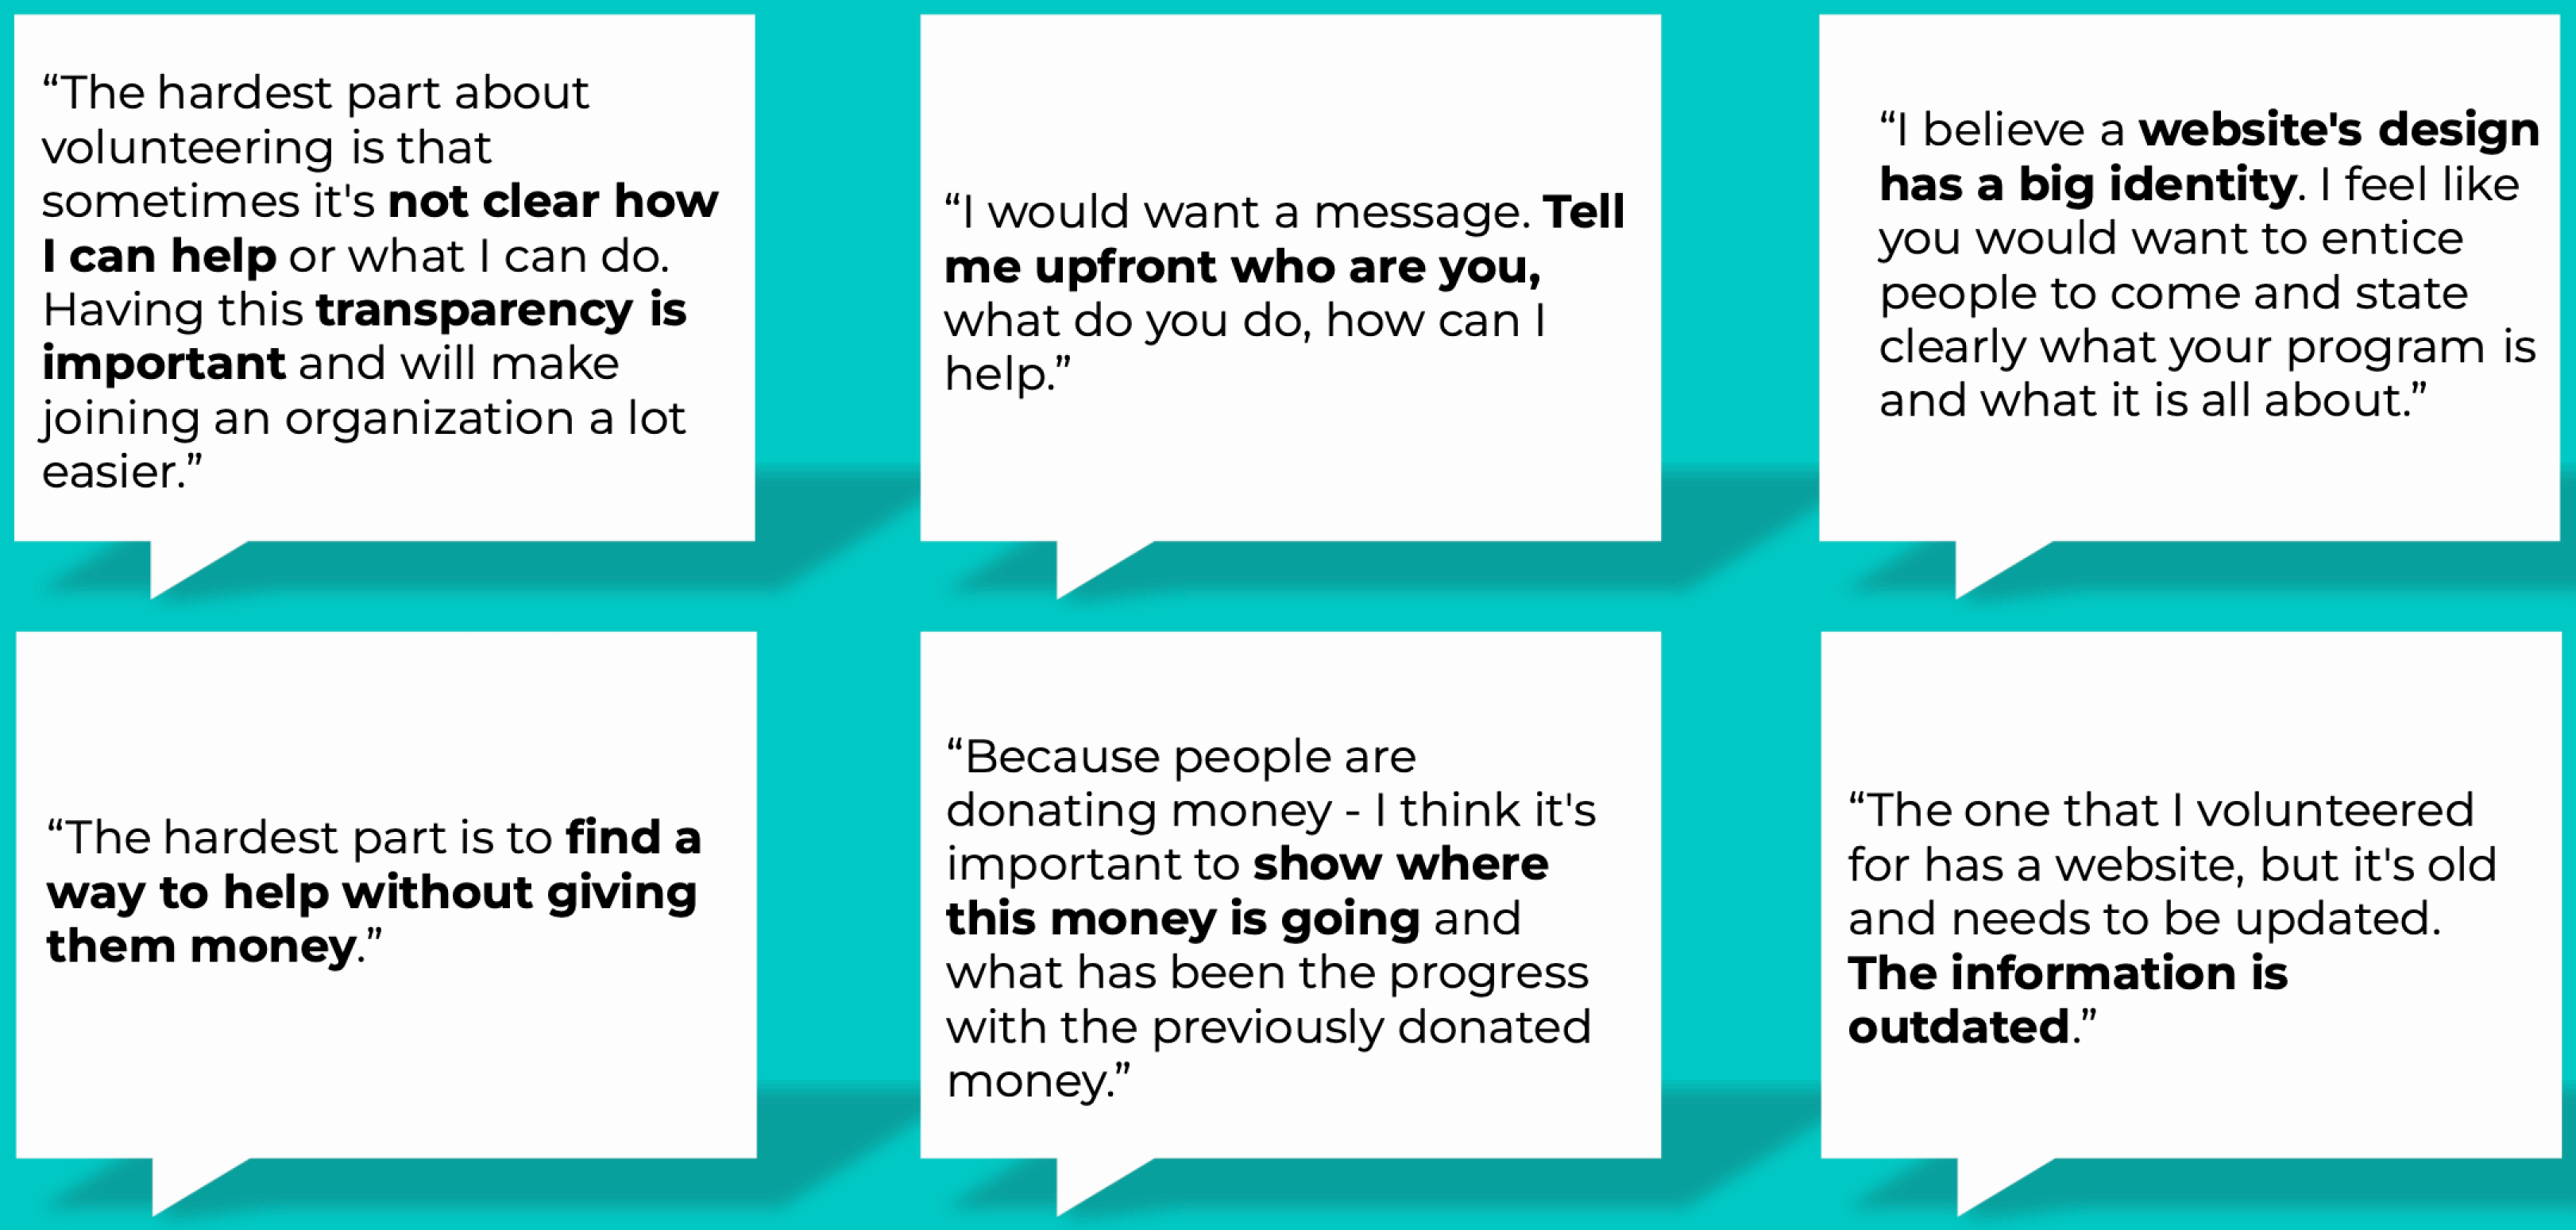 “The hardest part about
volunteering is that
sometimes it's not clear how
I can help or what I can do.
Having this transparency is
important and will make
joining an organization a lot
easier.”
“I would want a message. Tell
me upfront who are you,
what do you do, how can I
help.”
“I believe a website's design
has a big identity. I feel like
you would want to entice
people to come and state
clearly what your program is
and what it is all about.”
“The hardest part is to find a
way to help without giving
them money.”
“Because people are
donating money - I think it's
important to show where
this money is going and
what has been the progress
with the previously donated
money.”
“The one that I volunteered
for has a website, but it's old
and needs to be updated.
The information is
outdated.”